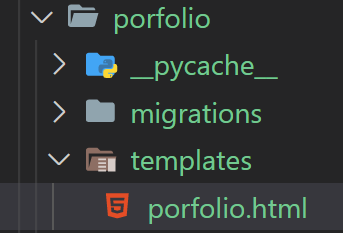 porfolio
__pycache__
migrations
templates
porfolio.html